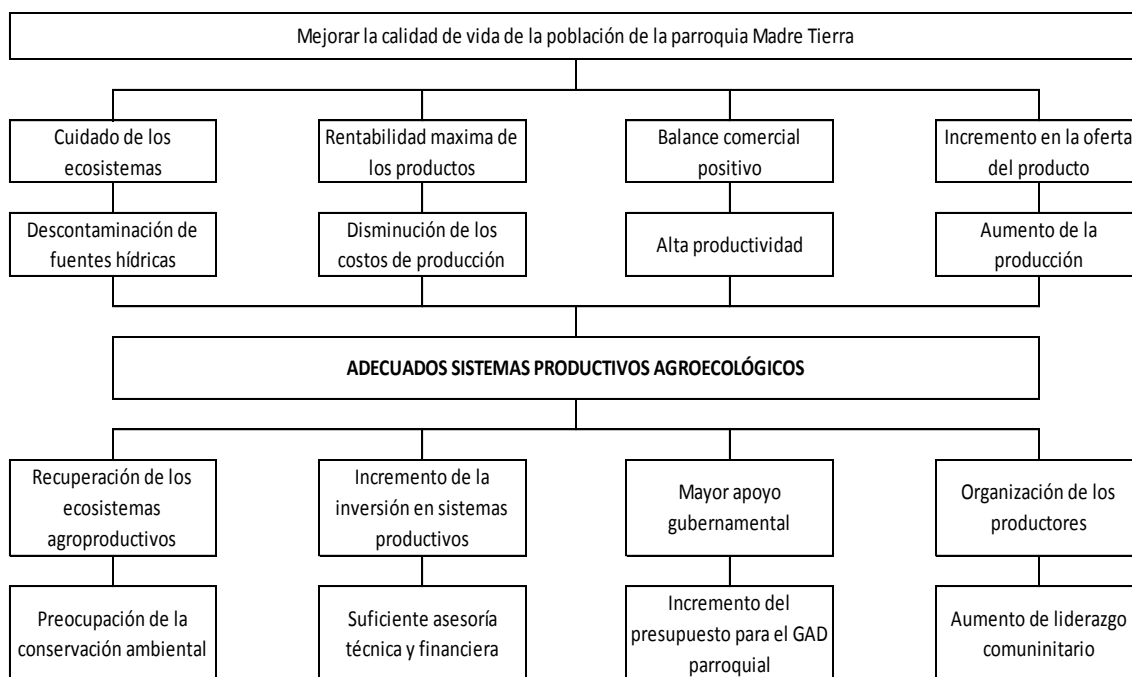 Mejorar la calidad de vida de la población de la parroquia Madre Tierra
Cuidado de los
ecosistemas
Rentabilidad maxima de
los productos
Balance comercial
positivo
Incremento en la oferta
del producto
Descontaminación de
fuentes hídricas
Disminución de los
costos de producción
Alta productividad
Aumento de la
producción
ADECUADOS SISTEMAS PRODUCTIVOS AGROECOLÓGICOS
Recuperación de los
ecosistemas
agroproductivos
Incremento de la
inversión en sistemas
productivos
Mayor apoyo
gubernamental
Organización de los
productores
Preocupación de la
conservación ambiental
Suficiente asesoría
técnica y financiera
Incremento del
presupuesto para el GAD
parroquial
Aumento de liderazgo
comuninitario